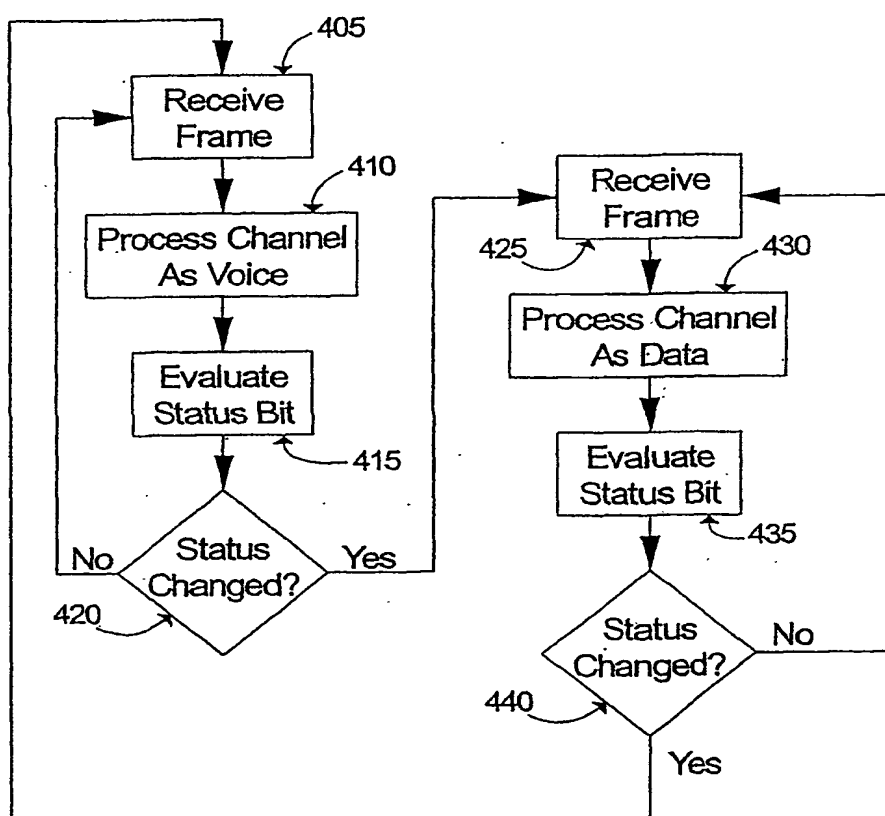 405
Receive
Frame
410
Process Channel
As Voice
Evaluate
Status Bit
415
Status
Changed?
No
Yes
420
Receive
Frame
425
430
Process Channel
As Data
Evaluate
Status Bit
435
Status
Changed?
No
440
Yes